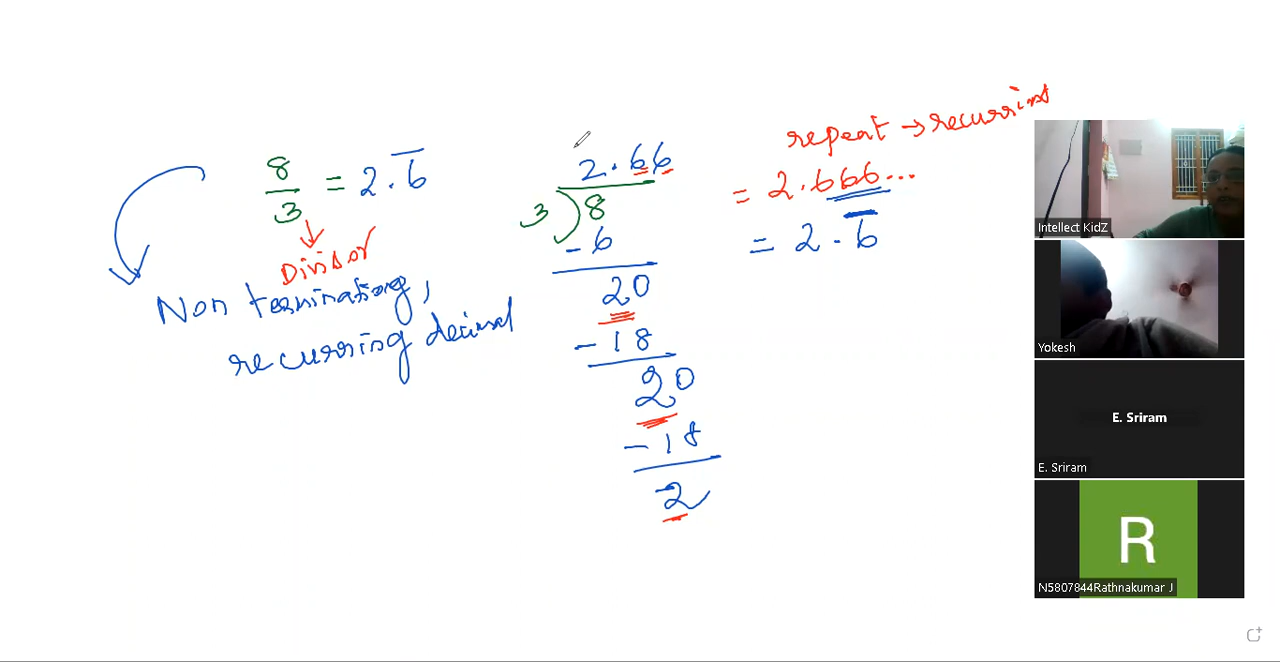 8/3 = 2.6̅
Divisor
Non terminating,
recurring decimal
2.66
3)8
-6
20
-18
20
-18
2
repeat → recurring
= 2.666...
= 2.6̅
Intellect KidZ
Yokesh
E. Sriram
E. Sriram
R
N5807844Rathnakumar J